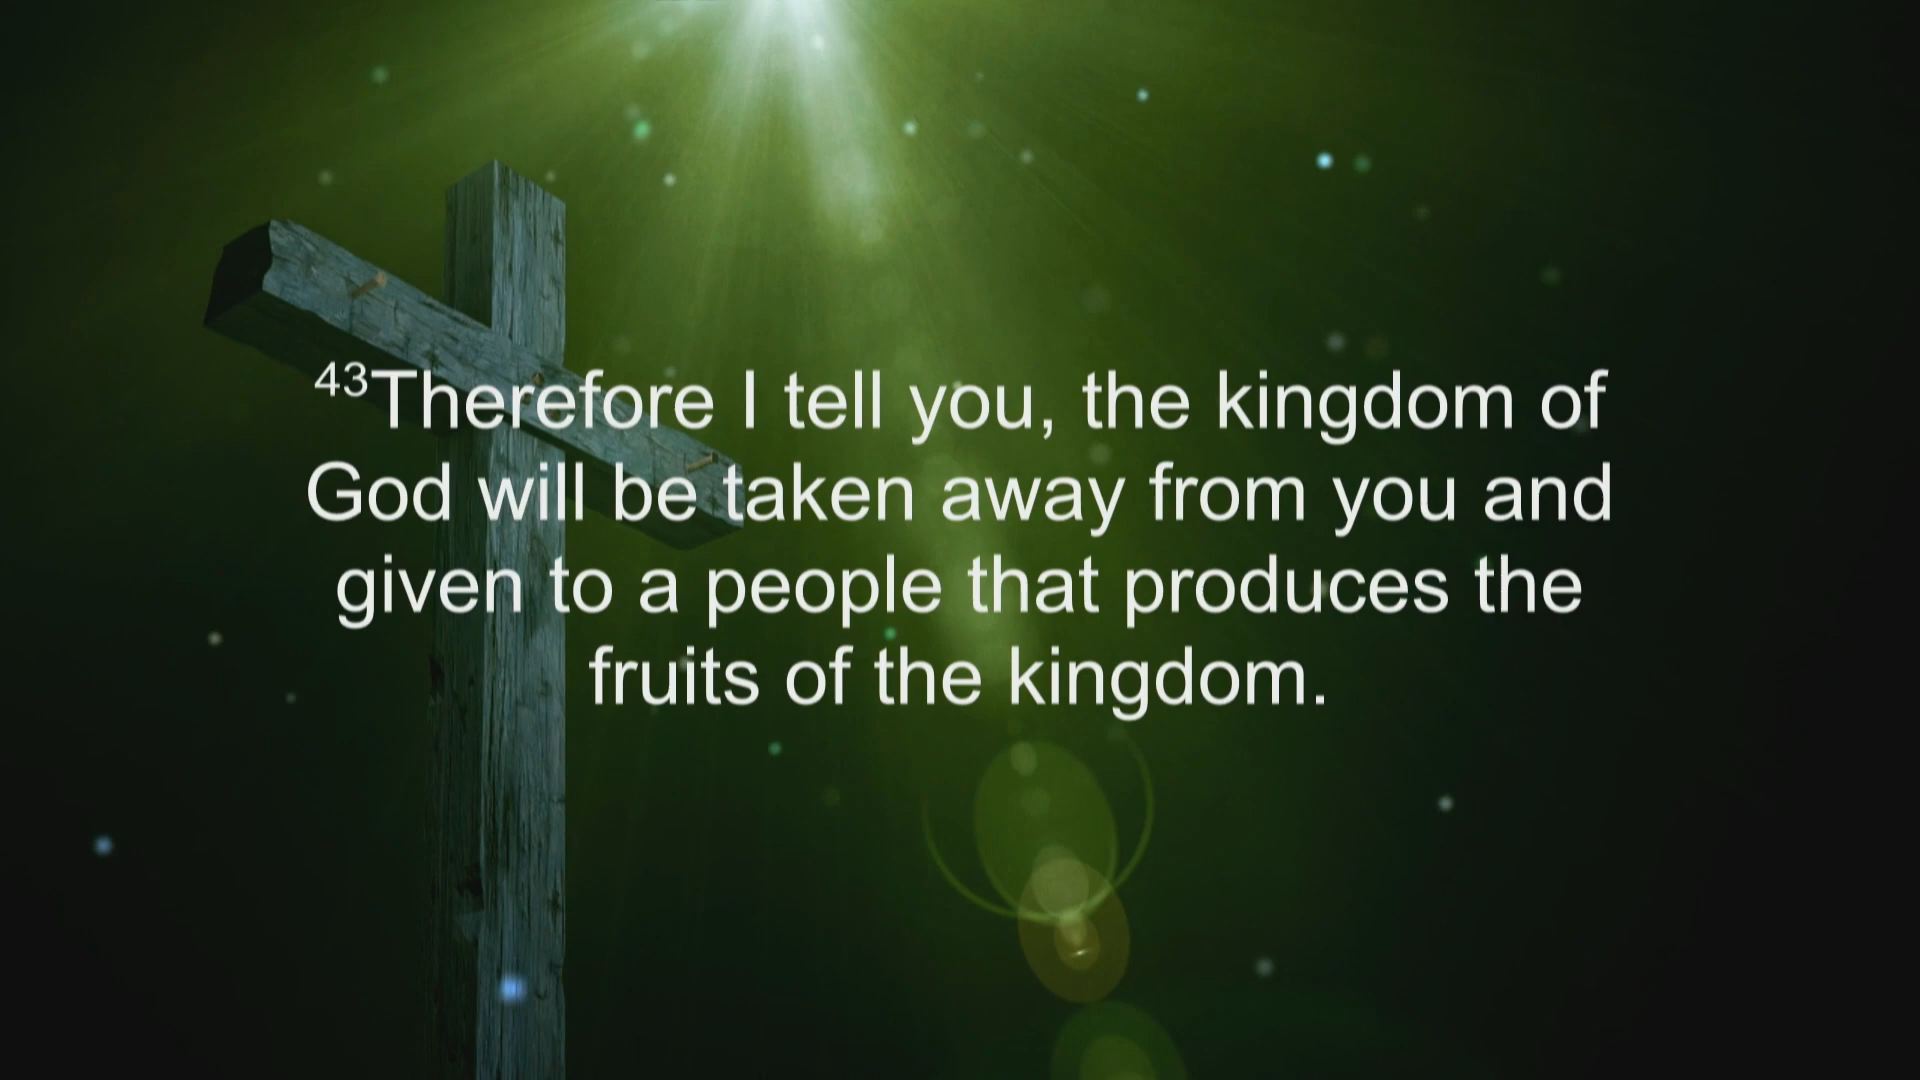 43Therefore I tell you, the kingdom of
God will be taken away from you and
given to a people that produces the
fruits of the kingdom.